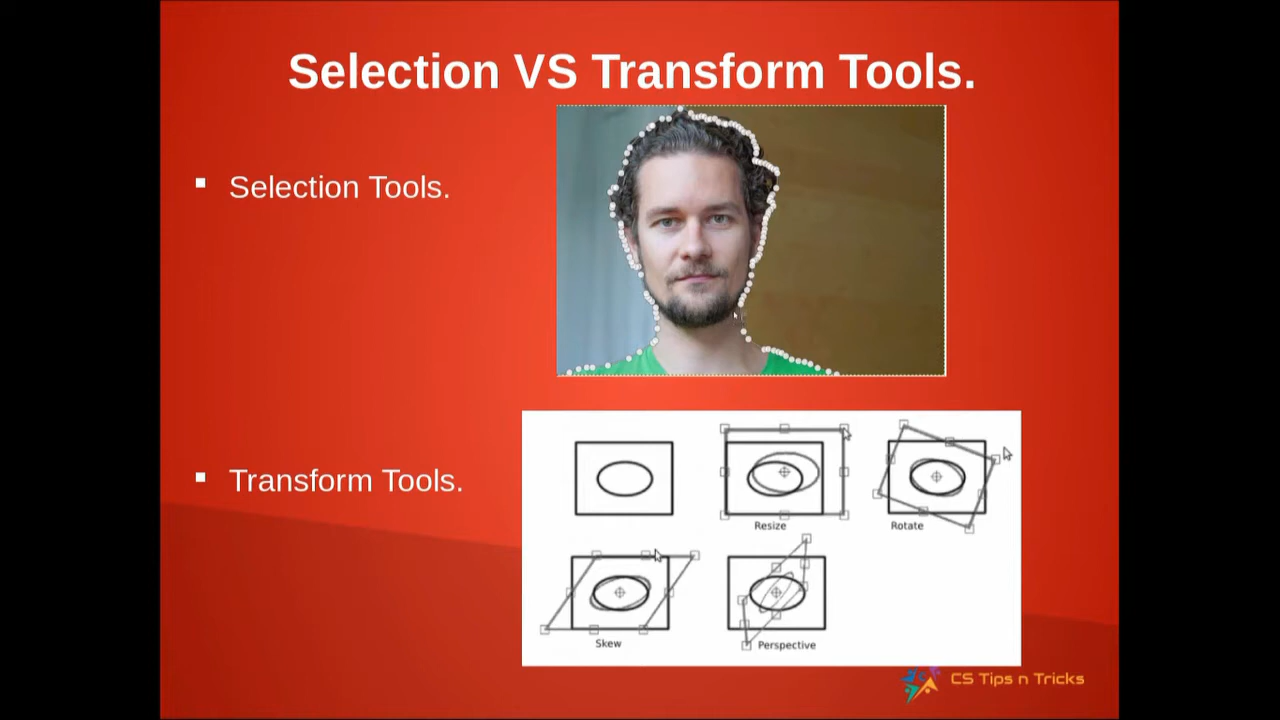 Selection VS Transform Tools.
Selection Tools.
Transform Tools.
Resize
Rotate
Skew
Perspective
CS Tips n Tricks